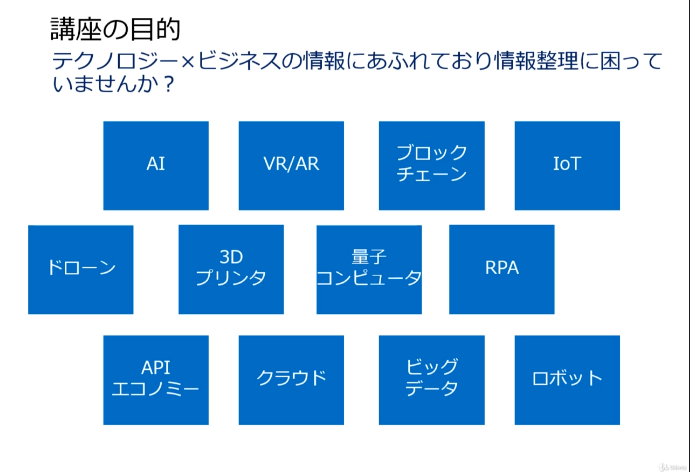 講座の目的
テクノロジー×ビジネスの情報にあふれており情報整理に困って
いませんか？
AI
VR/AR
ブロック
チェーン
IoT
ドローン
3D
プリンタ
量子
コンピュータ
RPA
API
エコノミー
クラウド
ビッグ
データ
ロボット